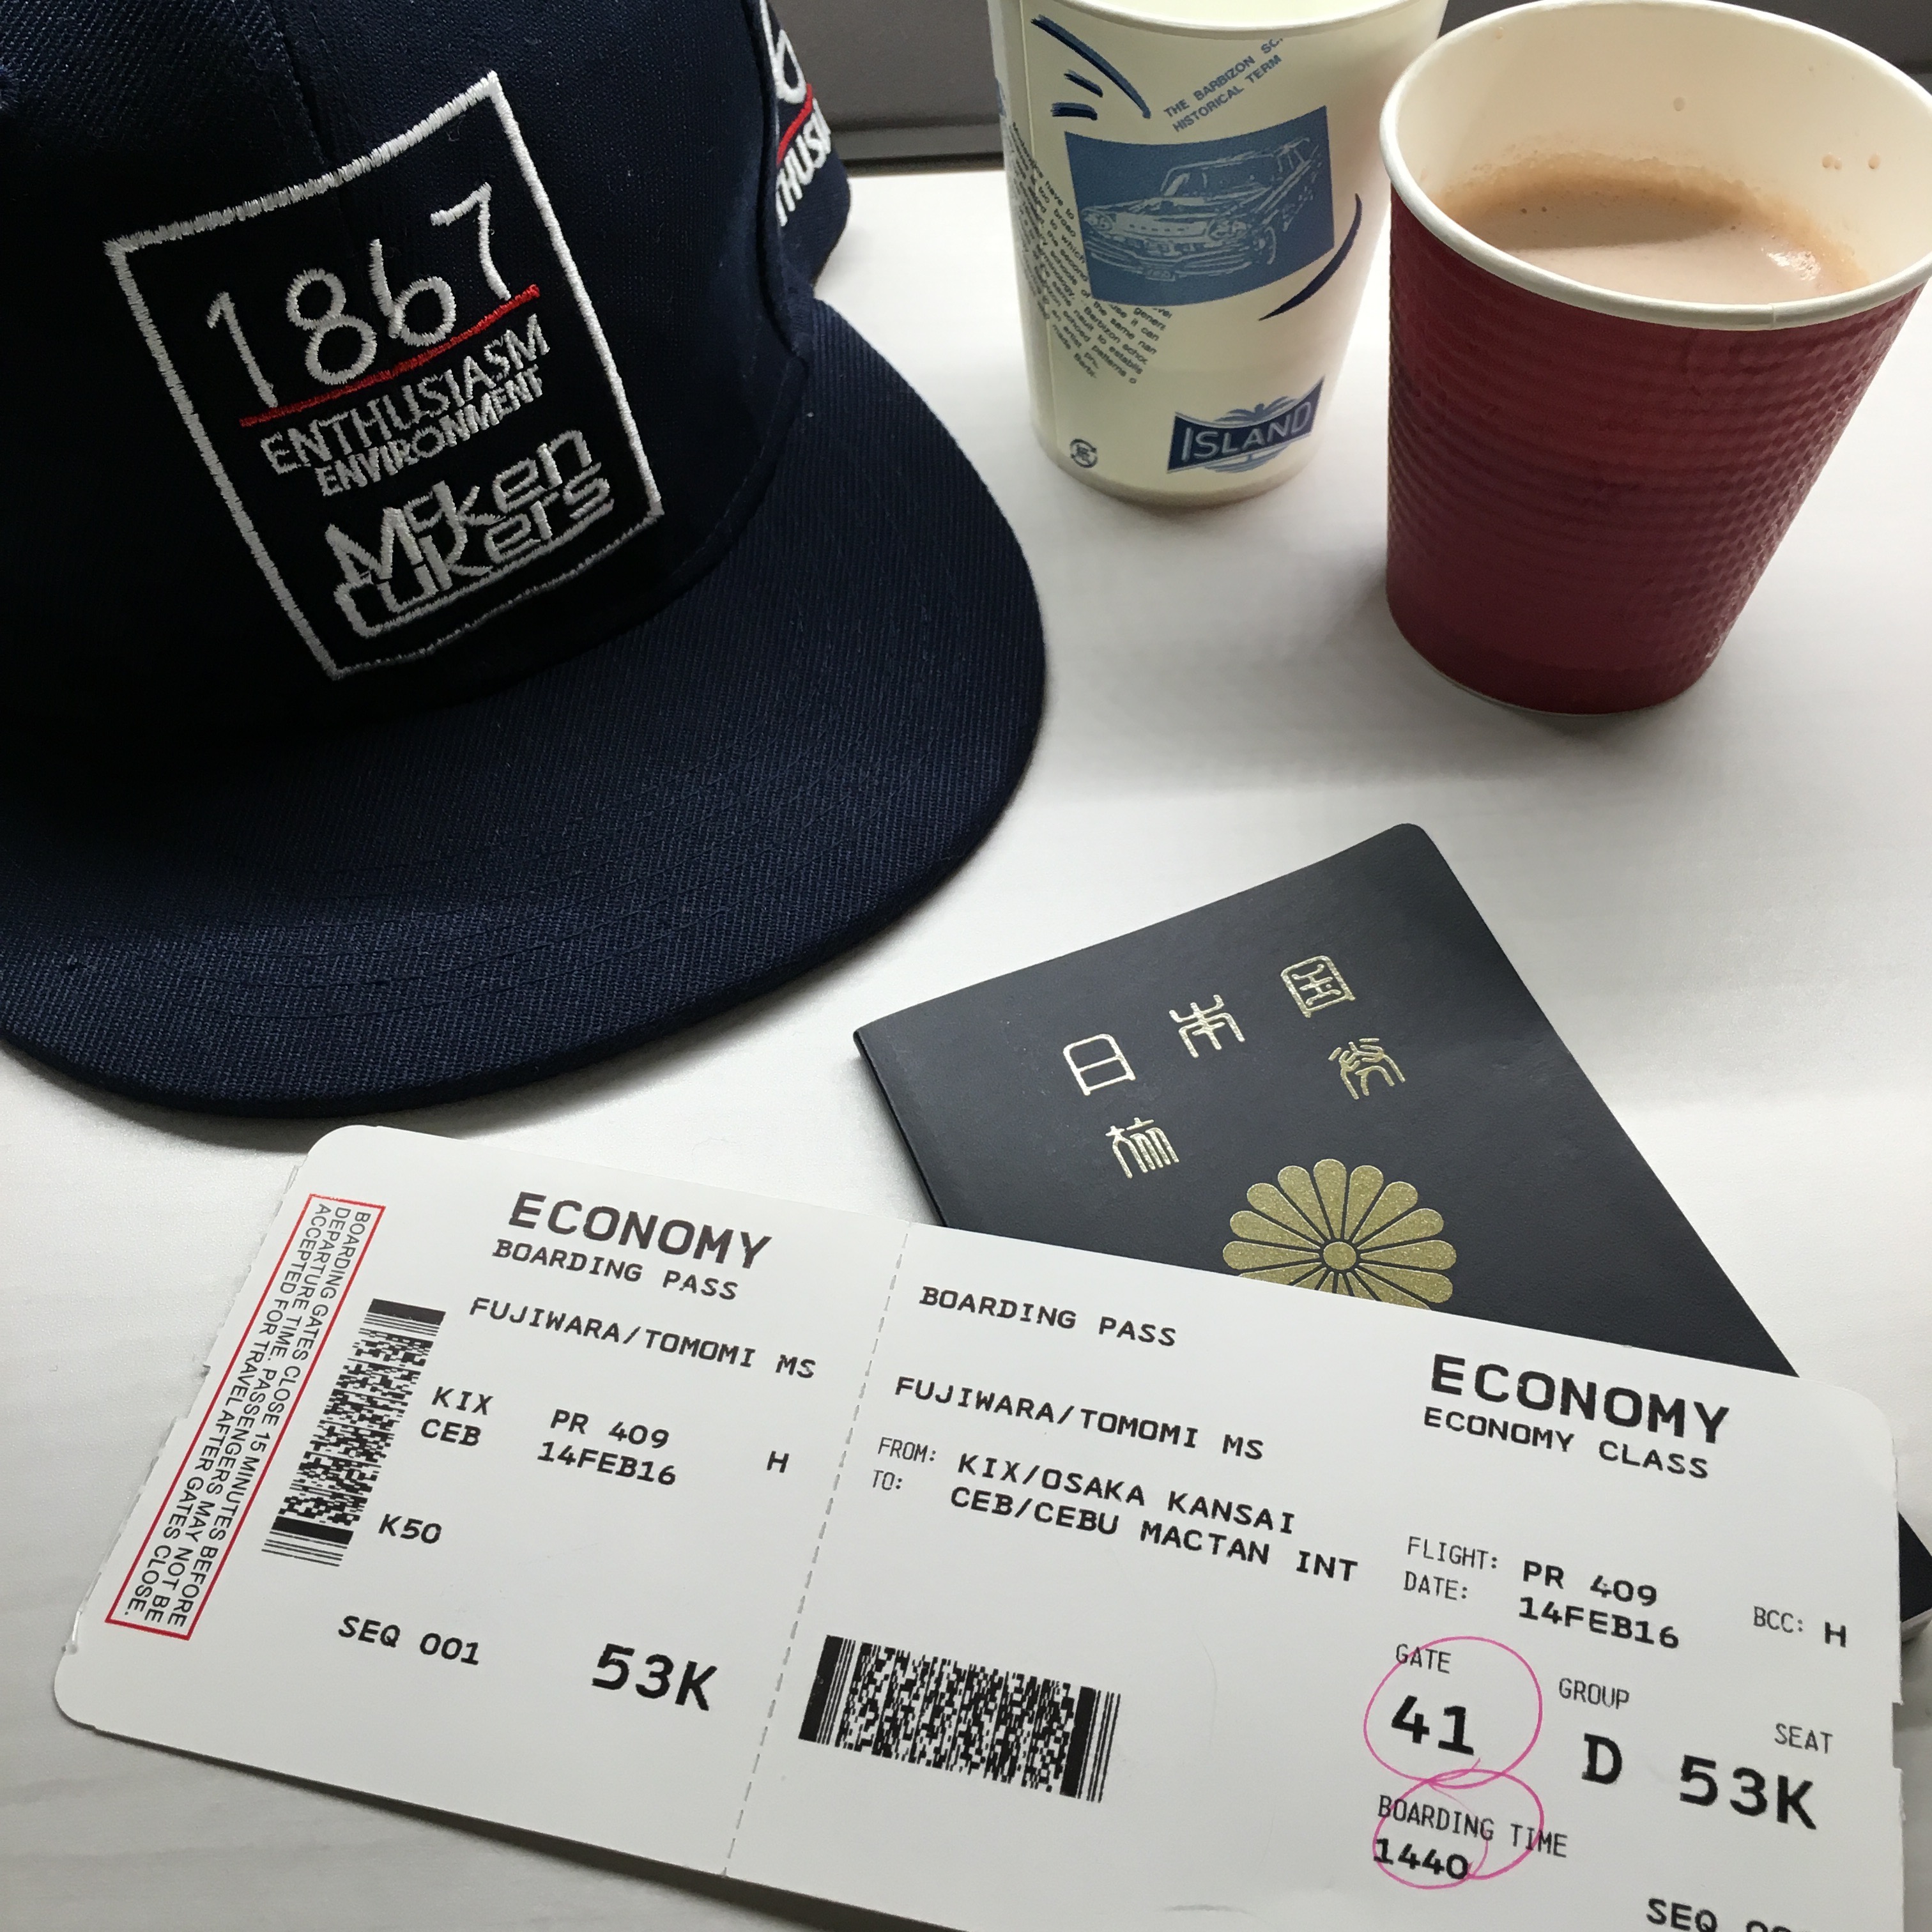 1867
ENTHUSIASM
ENVIRONMENT
Mcken
cukers
THE BARBIZON
HISTORICAL TERM
ISLAND
日本国
旅券
BOARDING GATES CLOSE 15 MINUTES BEFORE
DEPARTURE TIME. PASSENGERS MAY NOT BE
ACCEPTED FOR TRAVEL AFTER GATES CLOSE.
ECONOMY
BOARDING PASS
FUJIWARA/TOMOMI MS
KIX
CEB
PR 409
14FEB16
H
K50
SEQ 001
53K
BOARDING PASS
ECONOMY
ECONOMY CLASS
FUJIWARA/TOMOMI MS
FROM: KIX/OSAKA KANSAI
TO: CEB/CEBU MACTAN INT
FLIGHT: PR 409
DATE: 14FEB16
BCC: H
GATE
41
GROUP
D
SEAT
53K
BOARDING TIME
1440
SEQ